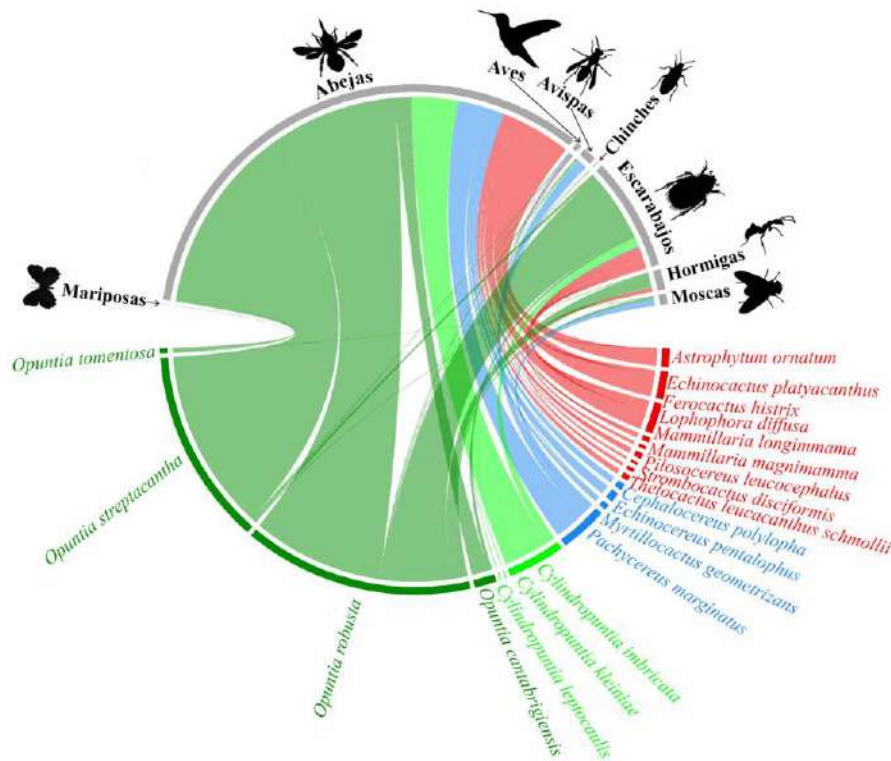 Abejas
Aves
Avispas
Chinches
Escarabajos
Hormigas
Moscas
Mariposas
Opuntia tomentosa
Opuntia streptacantha
Opuntia robusta
Opuntia cantabrigiensis
Cylindropuntia leptocaulis
Cylindropuntia kleiniae
Cylindropuntia imbricata
Pachycereus marginatus
Myrtillocactus geometrizans
Echinocereus pentalophus
Cephalocereus polylopha
Thelocactus leucacanthus schmollii
Strombocactus disciformis
Pilosocereus leucocephalus
Mammillaria magnimamma
Mammillaria longimmama
Lophophora diffusa
Ferocactus histrix
Echinocactus platyacanthus
Astrophytum ornatum